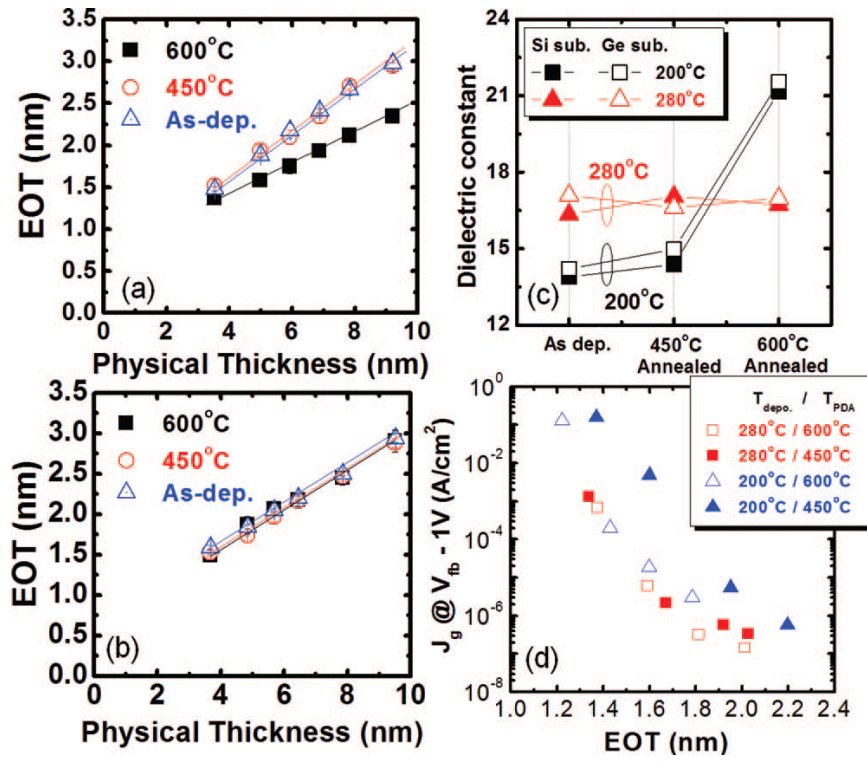 3.5
3.0
2.5
2.0
1.5
1.0
0.5
0.0
EOT (nm)
600°C
450°C
As-dep.
(a)
0 2 4 6 8 10
Physical Thickness (nm)
24
21
18
15
12
Dielectric constant
Si sub. Ge sub.
200°C
280°C
280°C
200°C
(c)
As dep. 450°C 600°C
Annealed Annealed
3.5
3.0
2.5
2.0
1.5
1.0
0.5
0.0
EOT (nm)
600°C
450°C
As-dep.
(b)
0 2 4 6 8 10
Physical Thickness (nm)
10^0
10^-2
10^-4
10^-6
10^-8
J_g @ V_fb - 1V (A/cm^2)
T_depo. / T_PDA
280°C / 600°C
280°C / 450°C
200°C / 600°C
200°C / 450°C
(d)
1.0 1.2 1.4 1.6 1.8 2.0 2.2 2.4
EOT (nm)